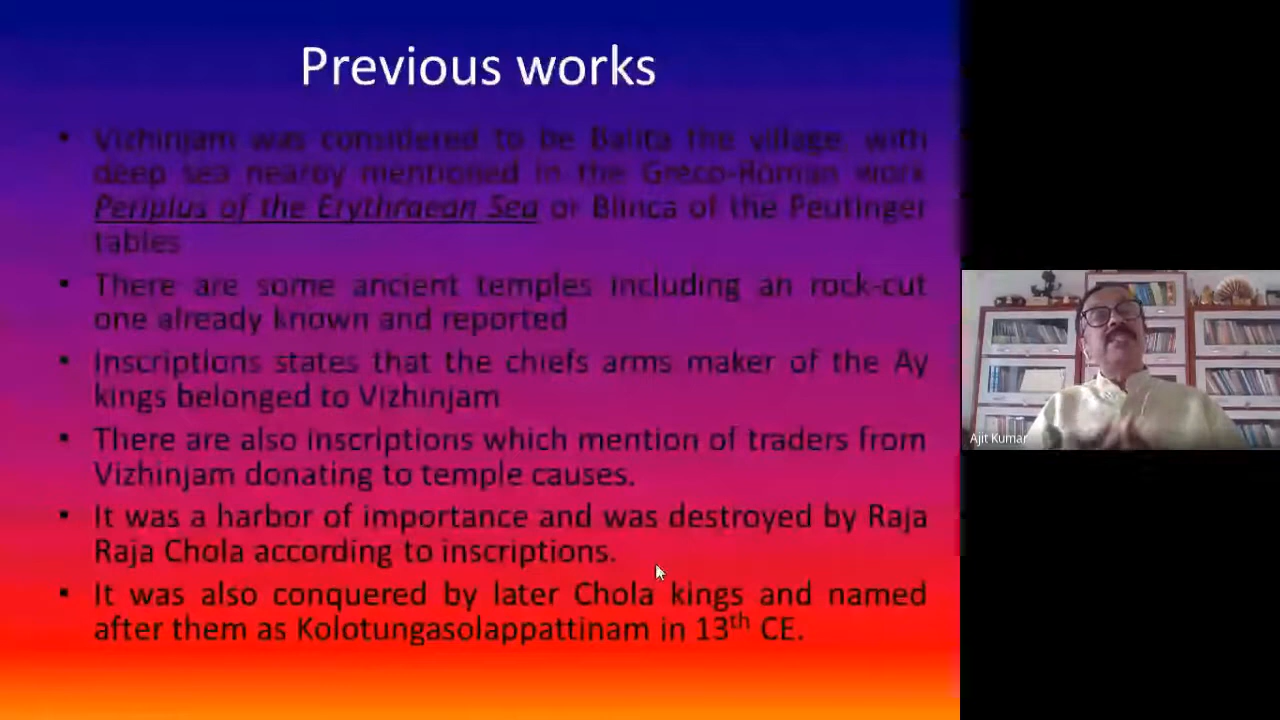 Previous works
• Vizhinjam was considered to be Balita the village, with
deep sea nearby mentioned in the Greco-Roman work
Periplus of the Erythraean Sea or Blinca of the Peutinger
tables
• There are some ancient temples including an rock-cut
one already known and reported
• Inscriptions states that the chiefs arms maker of the Ay
kings belonged to Vizhinjam
• There are also inscriptions which mention of traders from
Vizhinjam donating to temple causes.
• It was a harbor of importance and was destroyed by Raja
Raja Chola according to inscriptions.
• It was also conquered by later Chola kings and named
after them as Kolotungasolappattinam in 13th CE.
Ajit Kumar